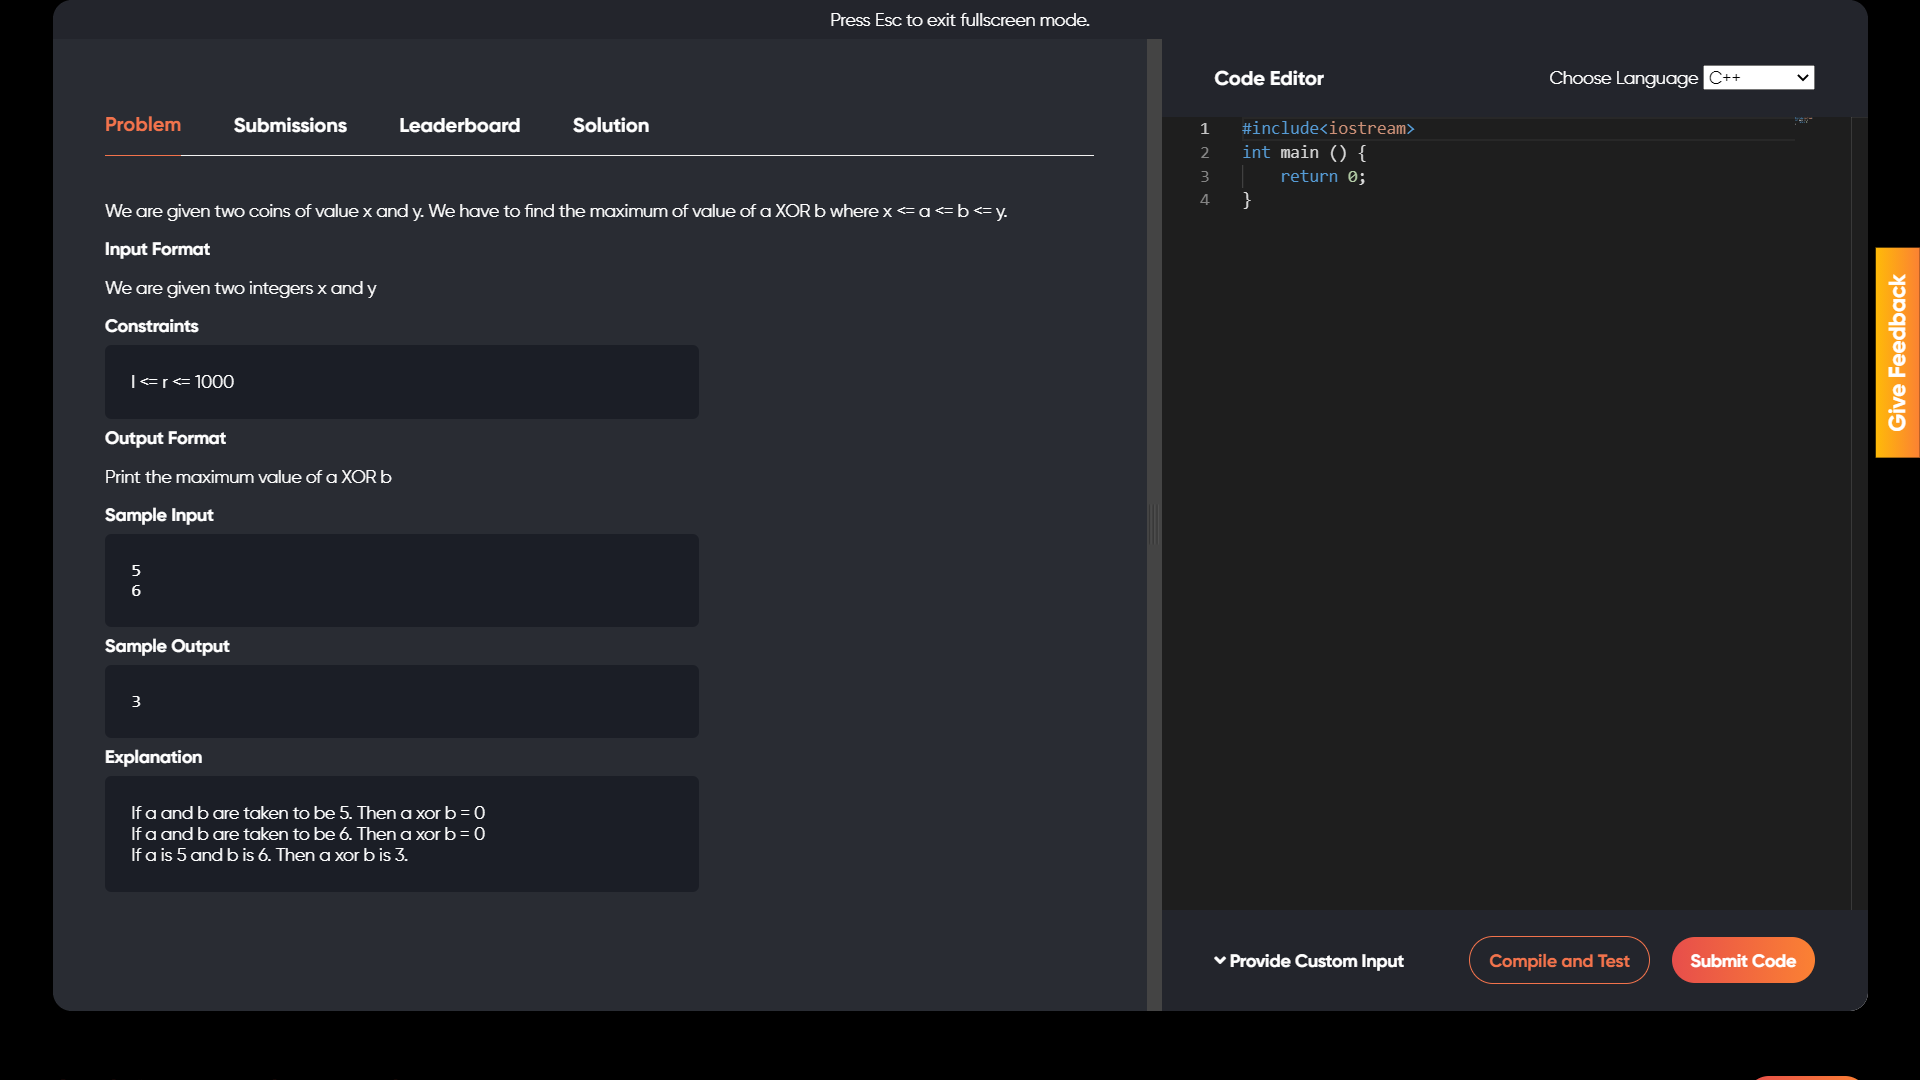 Press Esc to exit fullscreen mode.
Problem
Submissions
Leaderboard
Solution
We are given two coins of value x and y. We have to find the maximum of value of a XOR b where x <= a <= b <= y.
Input Format
We are given two integers x and y
Constraints
l <= r <= 1000
Output Format
Print the maximum value of a XOR b
Sample Input
5
6
Sample Output
3
Explanation
If a and b are taken to be 5. Then a xor b = 0
If a and b are taken to be 6. Then a xor b = 0
If a is 5 and b is 6. Then a xor b is 3.
Code Editor
Choose Language C++
1 #include<iostream>
2 int main () {
3     return 0;
4 }
Provide Custom Input
Compile and Test
Submit Code
Give Feedback